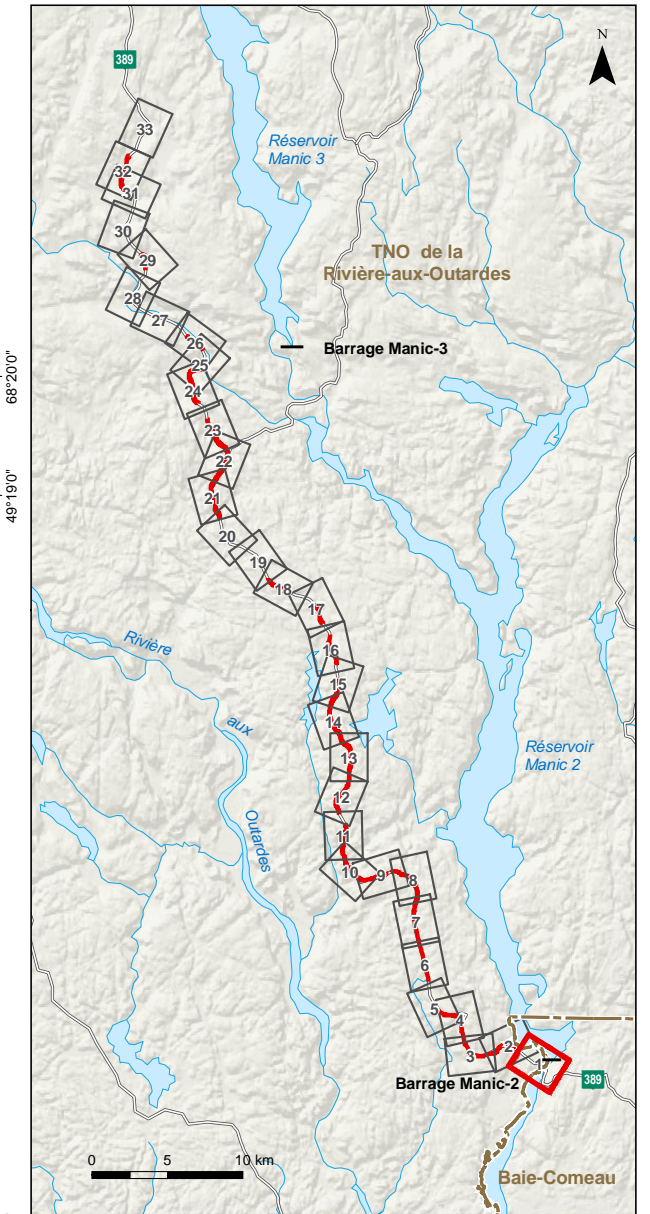 N
389
33
Réservoir
Manic 3
32
31
30
TNO de la
Rivière-aux-Outardes
29
28
27
26
Barrage Manic-3
25
68°20'0"
24
23
22
49°19'0"
21
20
19
18
17
Rivière
16
15
aux
14
Réservoir
Manic 2
13
12
Outardes
11
10
9
8
7
6
5
4
3
2
1
Barrage Manic-2
389
0 5 10 km
Baie-Comeau